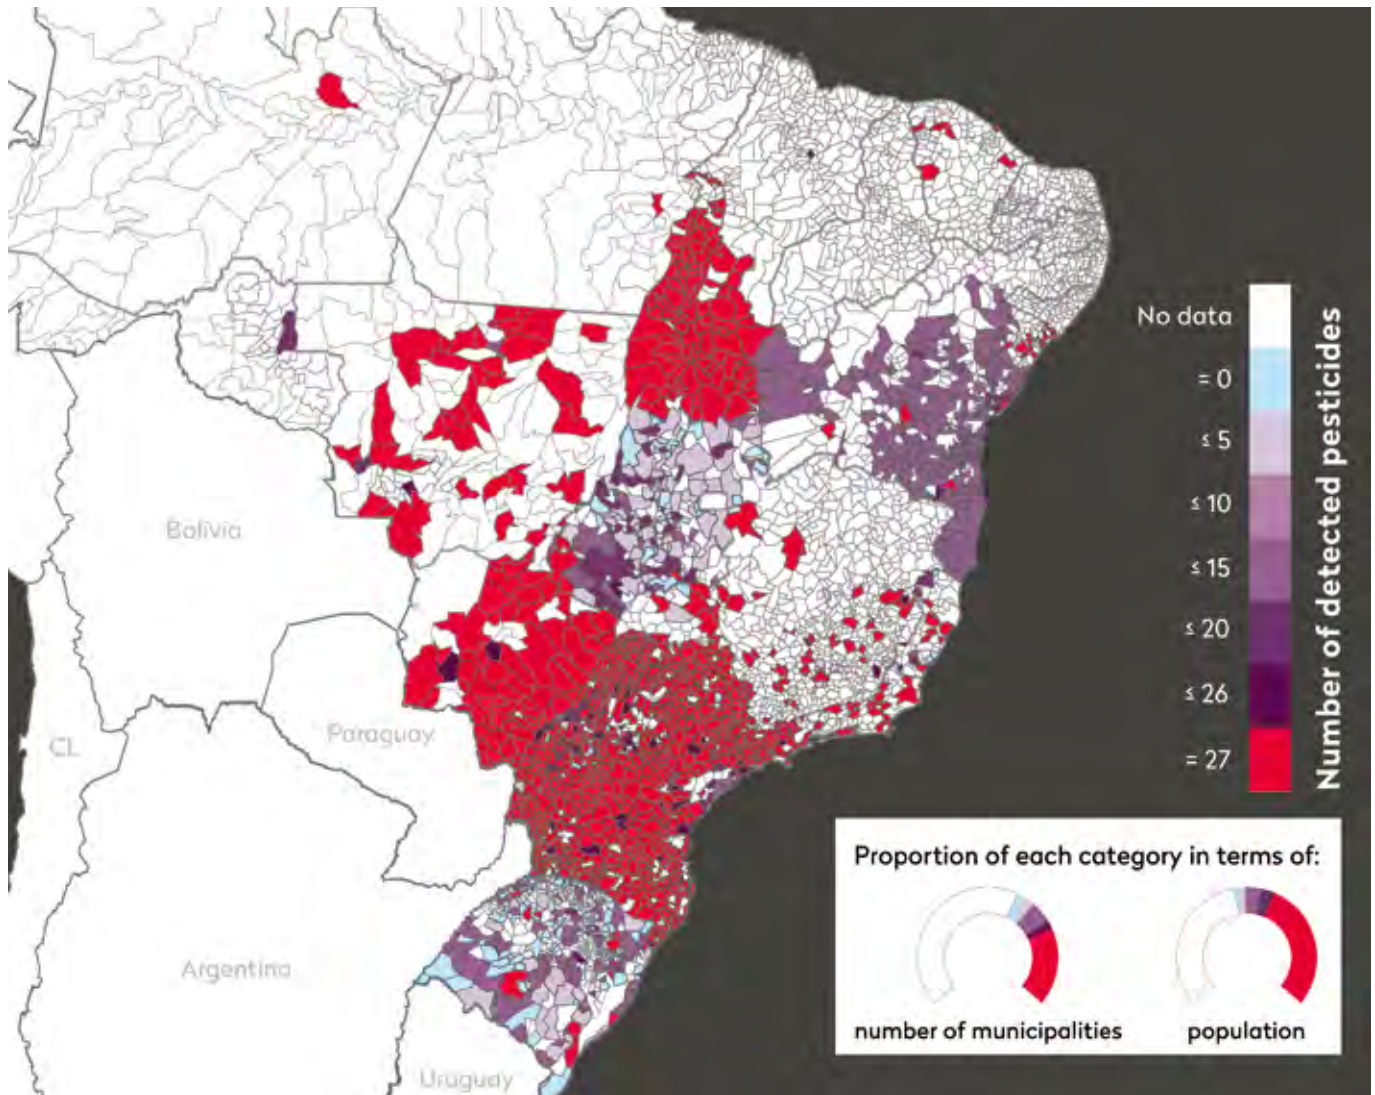 No data
= 0
≤ 5
≤ 10
≤ 15
≤ 20
≤ 26
= 27
Number of detected pesticides
Bolivia
Paraguay
CL
Argentina
Uruguay
Proportion of each category in terms of:
number of municipalities
population